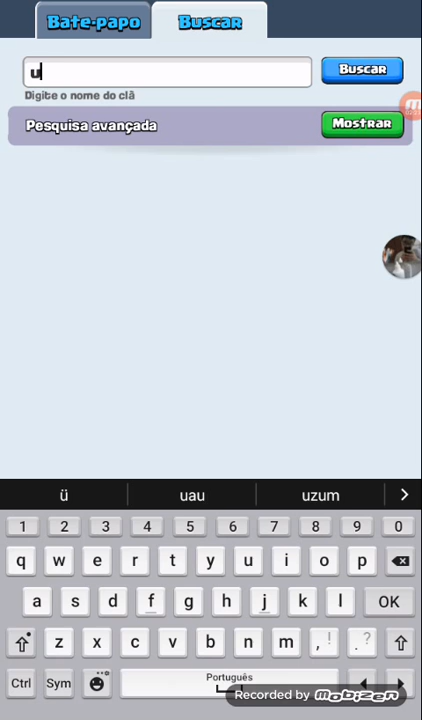 Bate-papo Buscar
u Buscar
Digite o nome do clã
Pesquisa avançada Mostrar
ü uau uzum
1 2 3 4 5 6 7 8 9 0
q w e r t y u i o p
a s d f g h j k l OK
z x c v b n m , ! . ?
Ctrl Sym Português
Recorded by mobizen